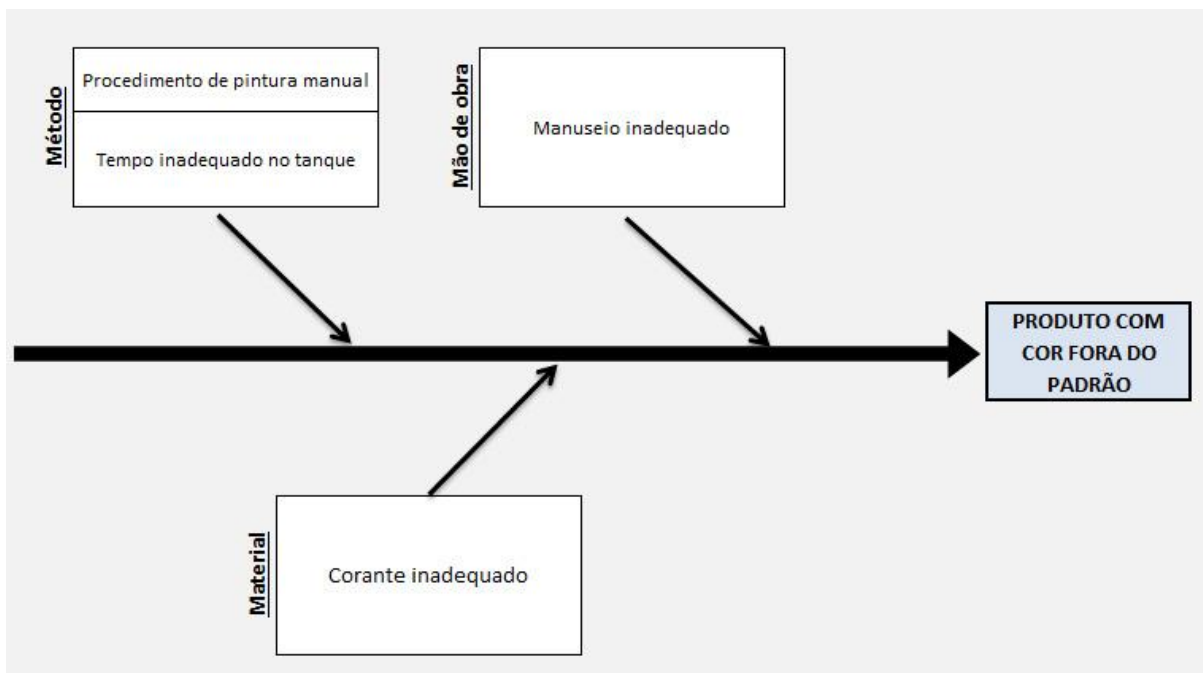 Método
Procedimento de pintura manual
Tempo inadequado no tanque
Mão de obra
Manuseio inadequado
PRODUTO COM
COR FORA DO
PADRÃO
Material
Corante inadequado